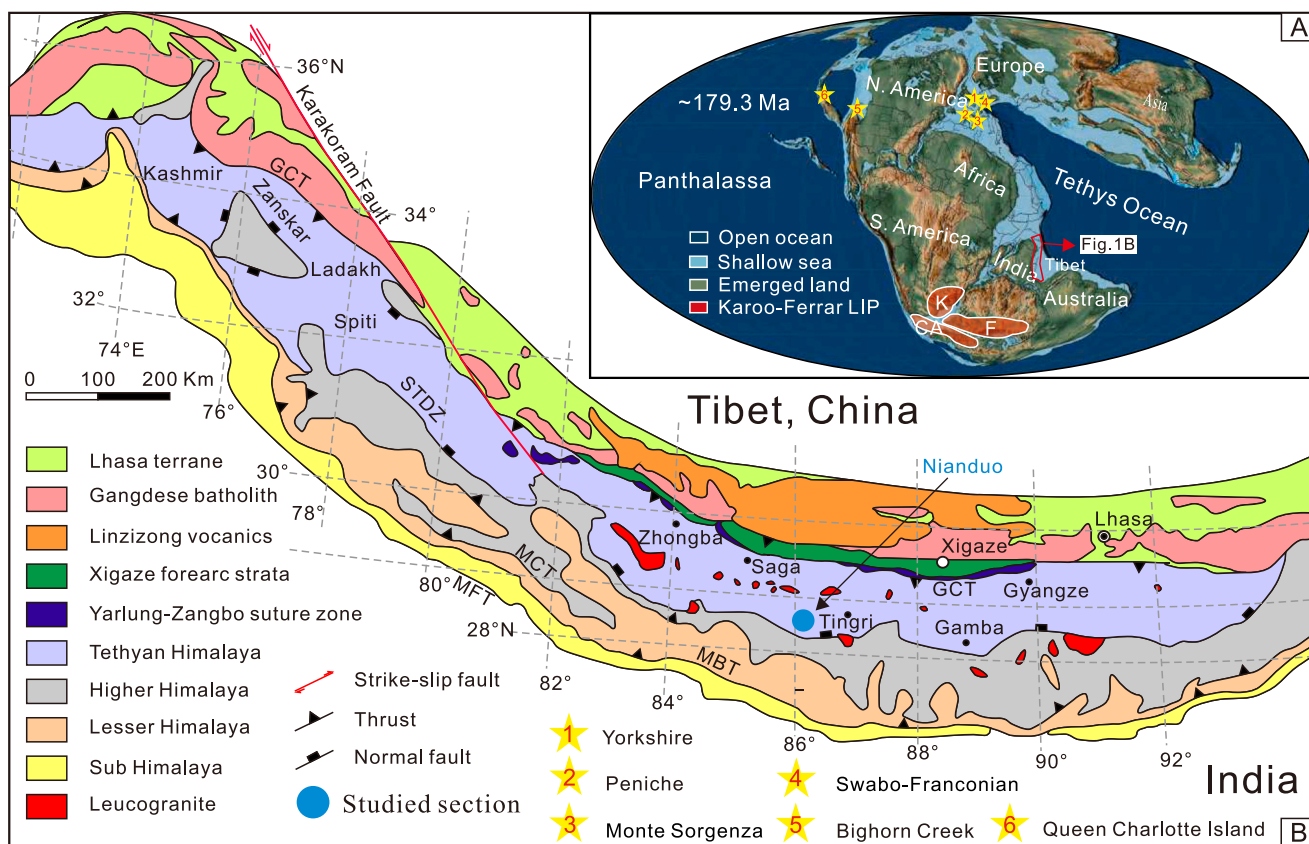 A
~179.3 Ma
Europe
N. America
Asia
1
4
6
5
3
Panthalassa
Africa
Tethys Ocean
S. America
Fig.1B
India
Tibet
Australia
Open ocean
Shallow sea
Emerged land
Karoo-Ferrar LIP
K
CA
F
36°N
Karakoram Fault
GCT
Kashmir
Zanskar
34°
Ladakh
32°
Spiti
74°E
0 100 200 Km
76°
STDZ
Tibet, China
Nianduo
30°
78°
Zhongba
Lhasa
Xigaze
Saga
GCT
Gyangze
MCT
80°
MFT
Tingri
Gamba
28°N
MBT
82°
84°
86°
88°
90°
92°
India
Lhasa terrane
Gangdese batholith
Linzizong vocanics
Xigaze forearc strata
Yarlung-Zangbo suture zone
Tethyan Himalaya
Higher Himalaya
Lesser Himalaya
Sub Himalaya
Leucogranite
Strike-slip fault
Thrust
Normal fault
Studied section
1 Yorkshire
2 Peniche
3 Monte Sorgenza
4 Swabo-Franconian
5 Bighorn Creek
6 Queen Charlotte Island
B